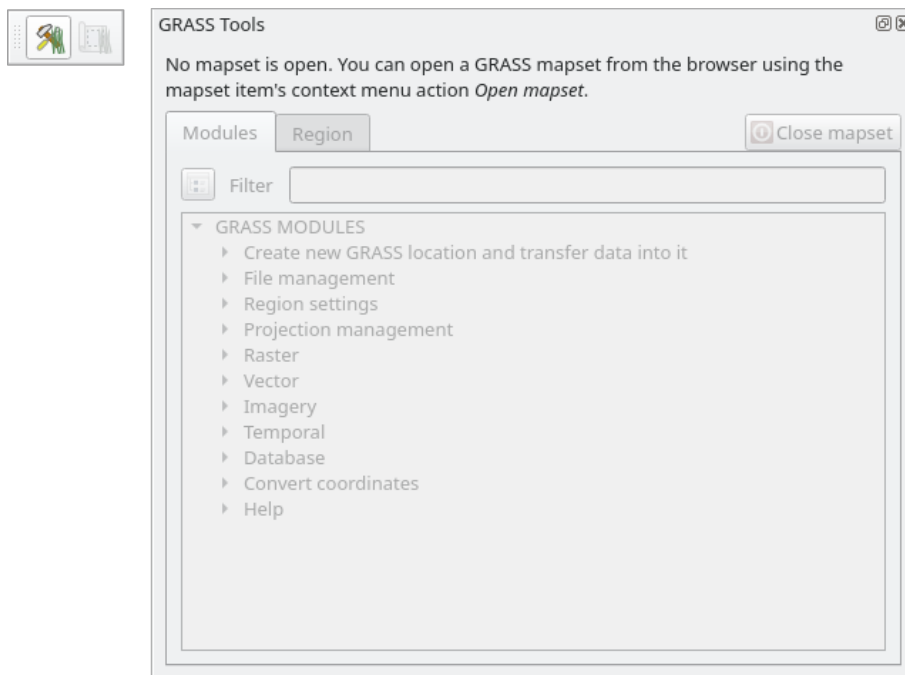 GRASS Tools
No mapset is open. You can open a GRASS mapset from the browser using the
mapset item's context menu action Open mapset.
Modules
Region
Close mapset
Filter
GRASS MODULES
Create new GRASS location and transfer data into it
File management
Region settings
Projection management
Raster
Vector
Imagery
Temporal
Database
Convert coordinates
Help